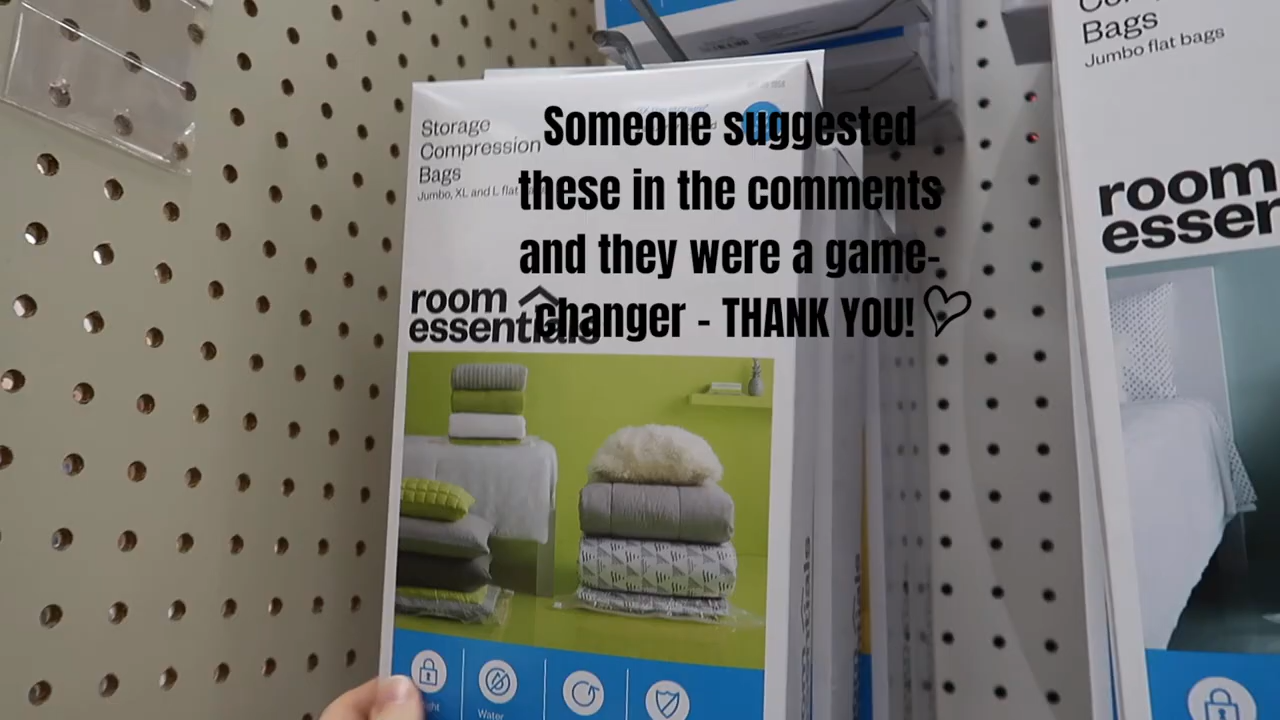 Storage
Compression
Bags
Jumbo, XL and L flat
Someone suggested
these in the comments
and they were a game-
changer - THANK YOU!
room
essentials
Water
Bags
Jumbo flat bags
room
essen